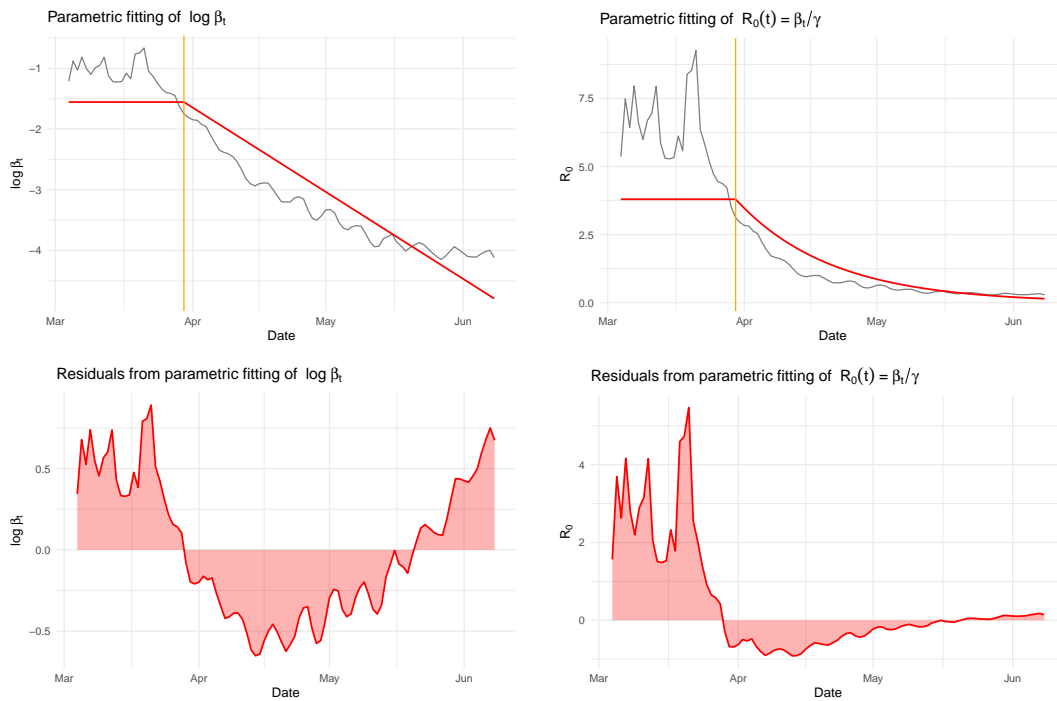 Parametric fitting of log βt
−1
−2
−3
−4
log βt
Mar
Apr
May
Jun
Date
Parametric fitting of R0(t) = βt/γ
7.5
5.0
2.5
0.0
R0
Mar
Apr
May
Jun
Date
Residuals from parametric fitting of log βt
0.5
0.0
−0.5
log βt
Mar
Apr
May
Jun
Date
Residuals from parametric fitting of R0(t) = βt/γ
4
2
0
R0
Mar
Apr
May
Jun
Date